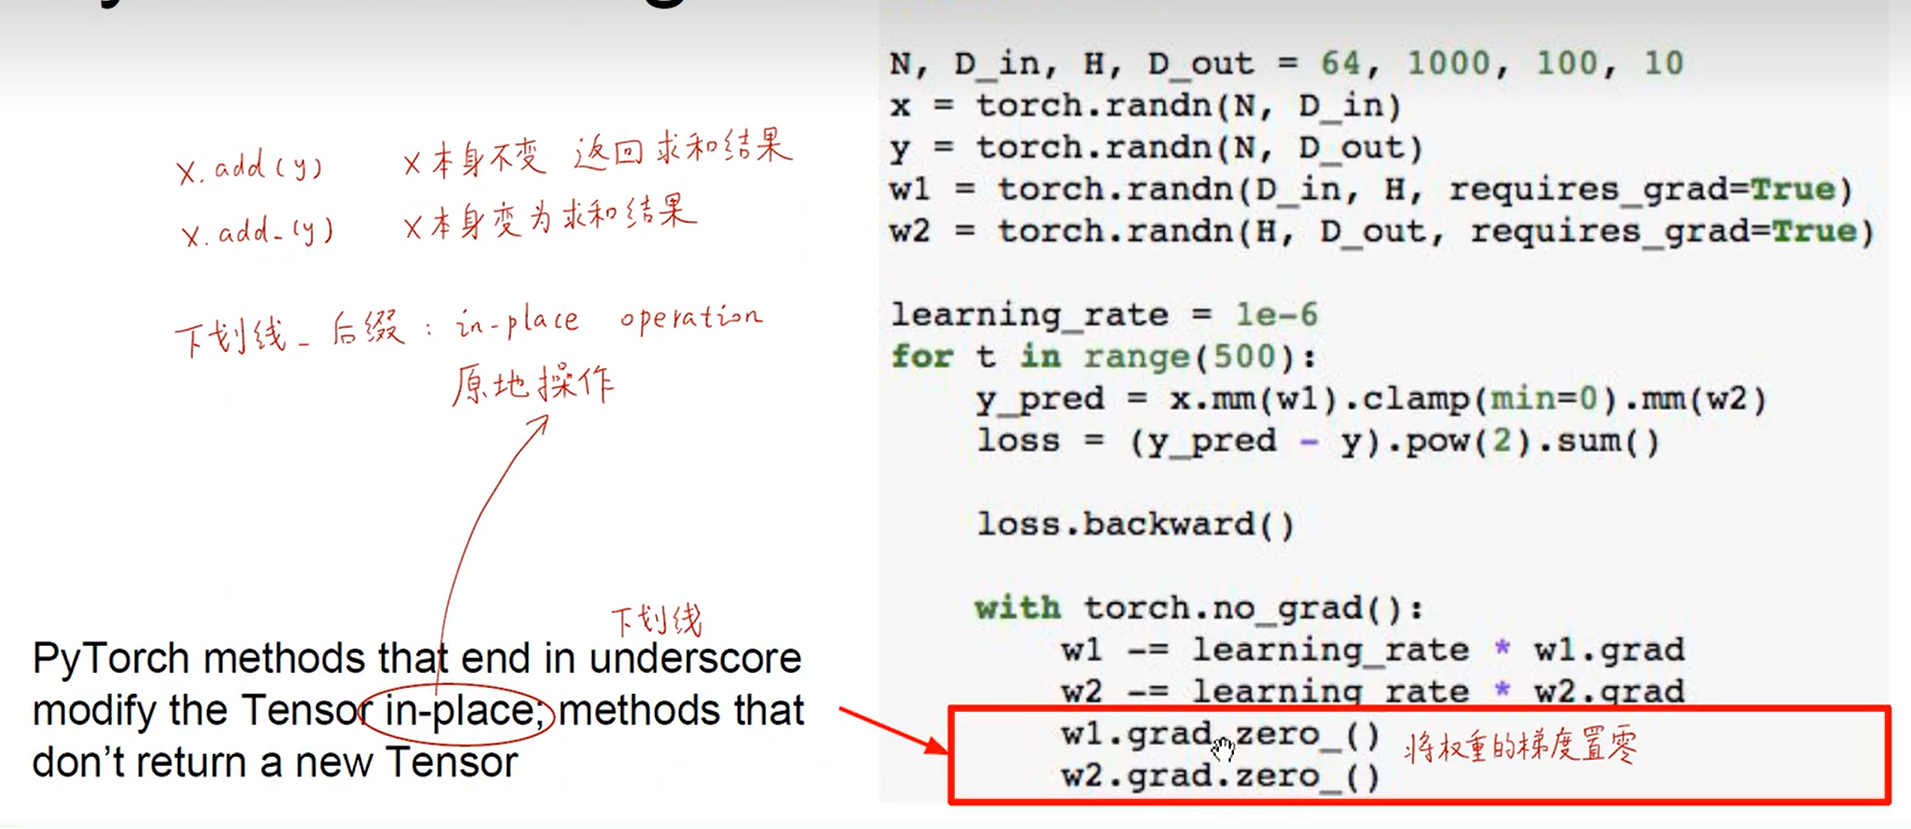 x.add(y) x本身不变 返回求和结果
x.add_(y) x本身变为求和结果
下划线_后缀: in-place operation
原地操作
下划线
PyTorch methods that end in underscore
modify the Tensor in-place; methods that
don't return a new Tensor
N, D_in, H, D_out = 64, 1000, 100, 10
x = torch.randn(N, D_in)
y = torch.randn(N, D_out)
w1 = torch.randn(D_in, H, requires_grad=True)
w2 = torch.randn(H, D_out, requires_grad=True)
learning_rate = 1e-6
for t in range(500):
    y_pred = x.mm(w1).clamp(min=0).mm(w2)
    loss = (y_pred - y).pow(2).sum()
    loss.backward()
    with torch.no_grad():
        w1 -= learning_rate * w1.grad
        w2 -= learning_rate * w2.grad
        w1.grad.zero_() 将权重的梯度置零
        w2.grad.zero_()